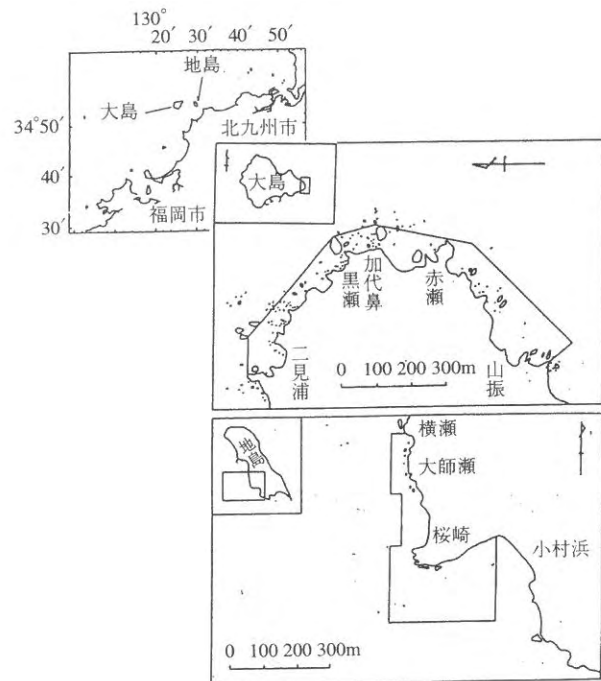 130°
20′ 30′ 40′ 50′
地島
大島
34°50′
北九州市
40′
福岡市
30′
大島
黒瀬
加代鼻
赤瀬
二見浦
山振
0 100 200 300m
地島
横瀬
大師瀬
桜崎
小村浜
0 100 200 300m